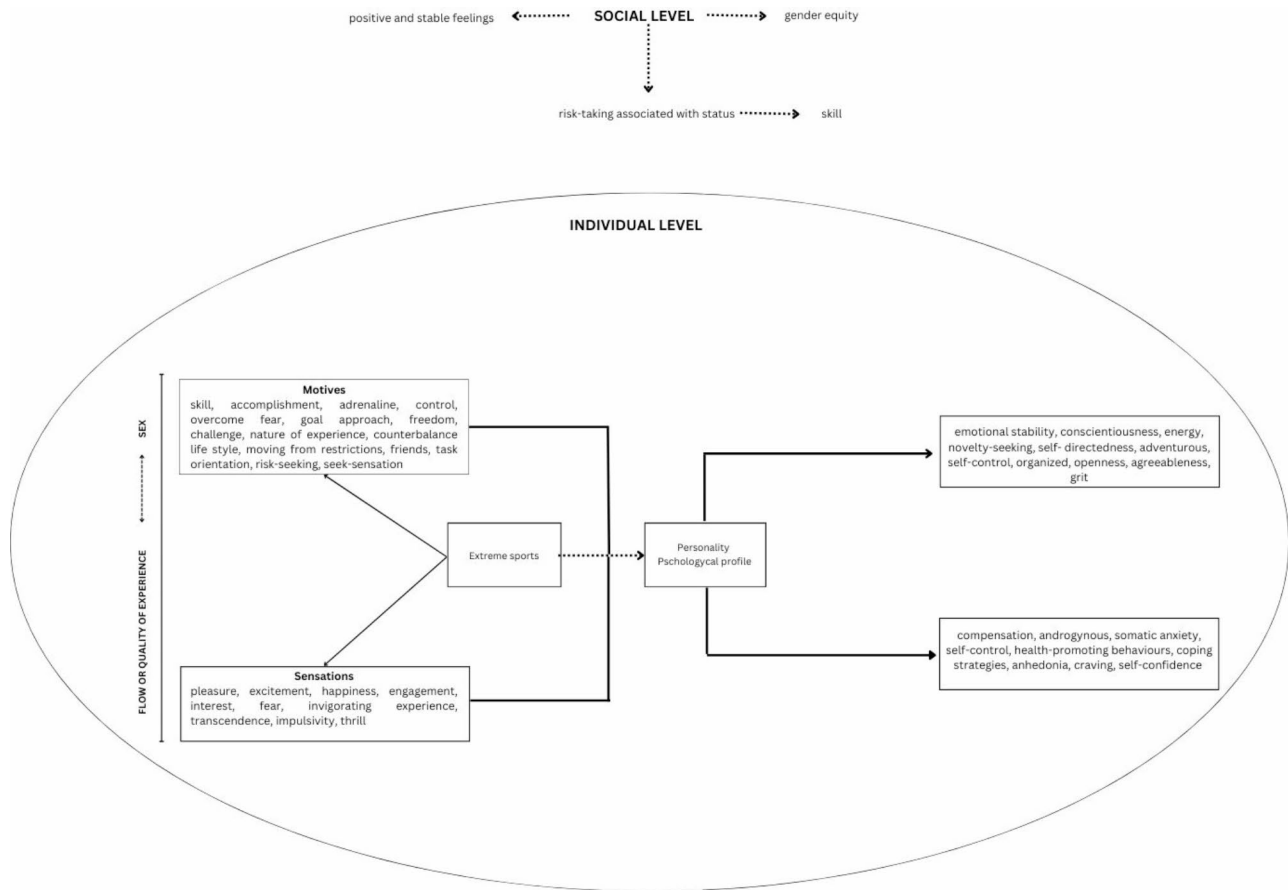 positive and stable feelings
SOCIAL LEVEL
gender equity
risk-taking associated with status
skill
INDIVIDUAL LEVEL
SEX
FLOW OR QUALITY OF EXPERIENCE
Motives
skill, accomplishment, adrenaline, control,
overcome fear, goal approach, freedom,
challenge, nature of experience, counterbalance
life style, moving from restrictions, friends, task
orientation, risk-seeking, seek-sensation
Extreme sports
Personality
Pschologycal profile
emotional stability, conscientiousness, energy,
novelty-seeking, self- directedness, adventurous,
self-control, organized, openness, agreeableness,
grit
Sensations
pleasure, excitement, happiness, engagement,
interest, fear, invigorating experience,
transcendence, impulsivity, thrill
compensation, androgynous, somatic anxiety,
self-control, health-promoting behaviours, coping
strategies, anhedonia, craving, self-confidence